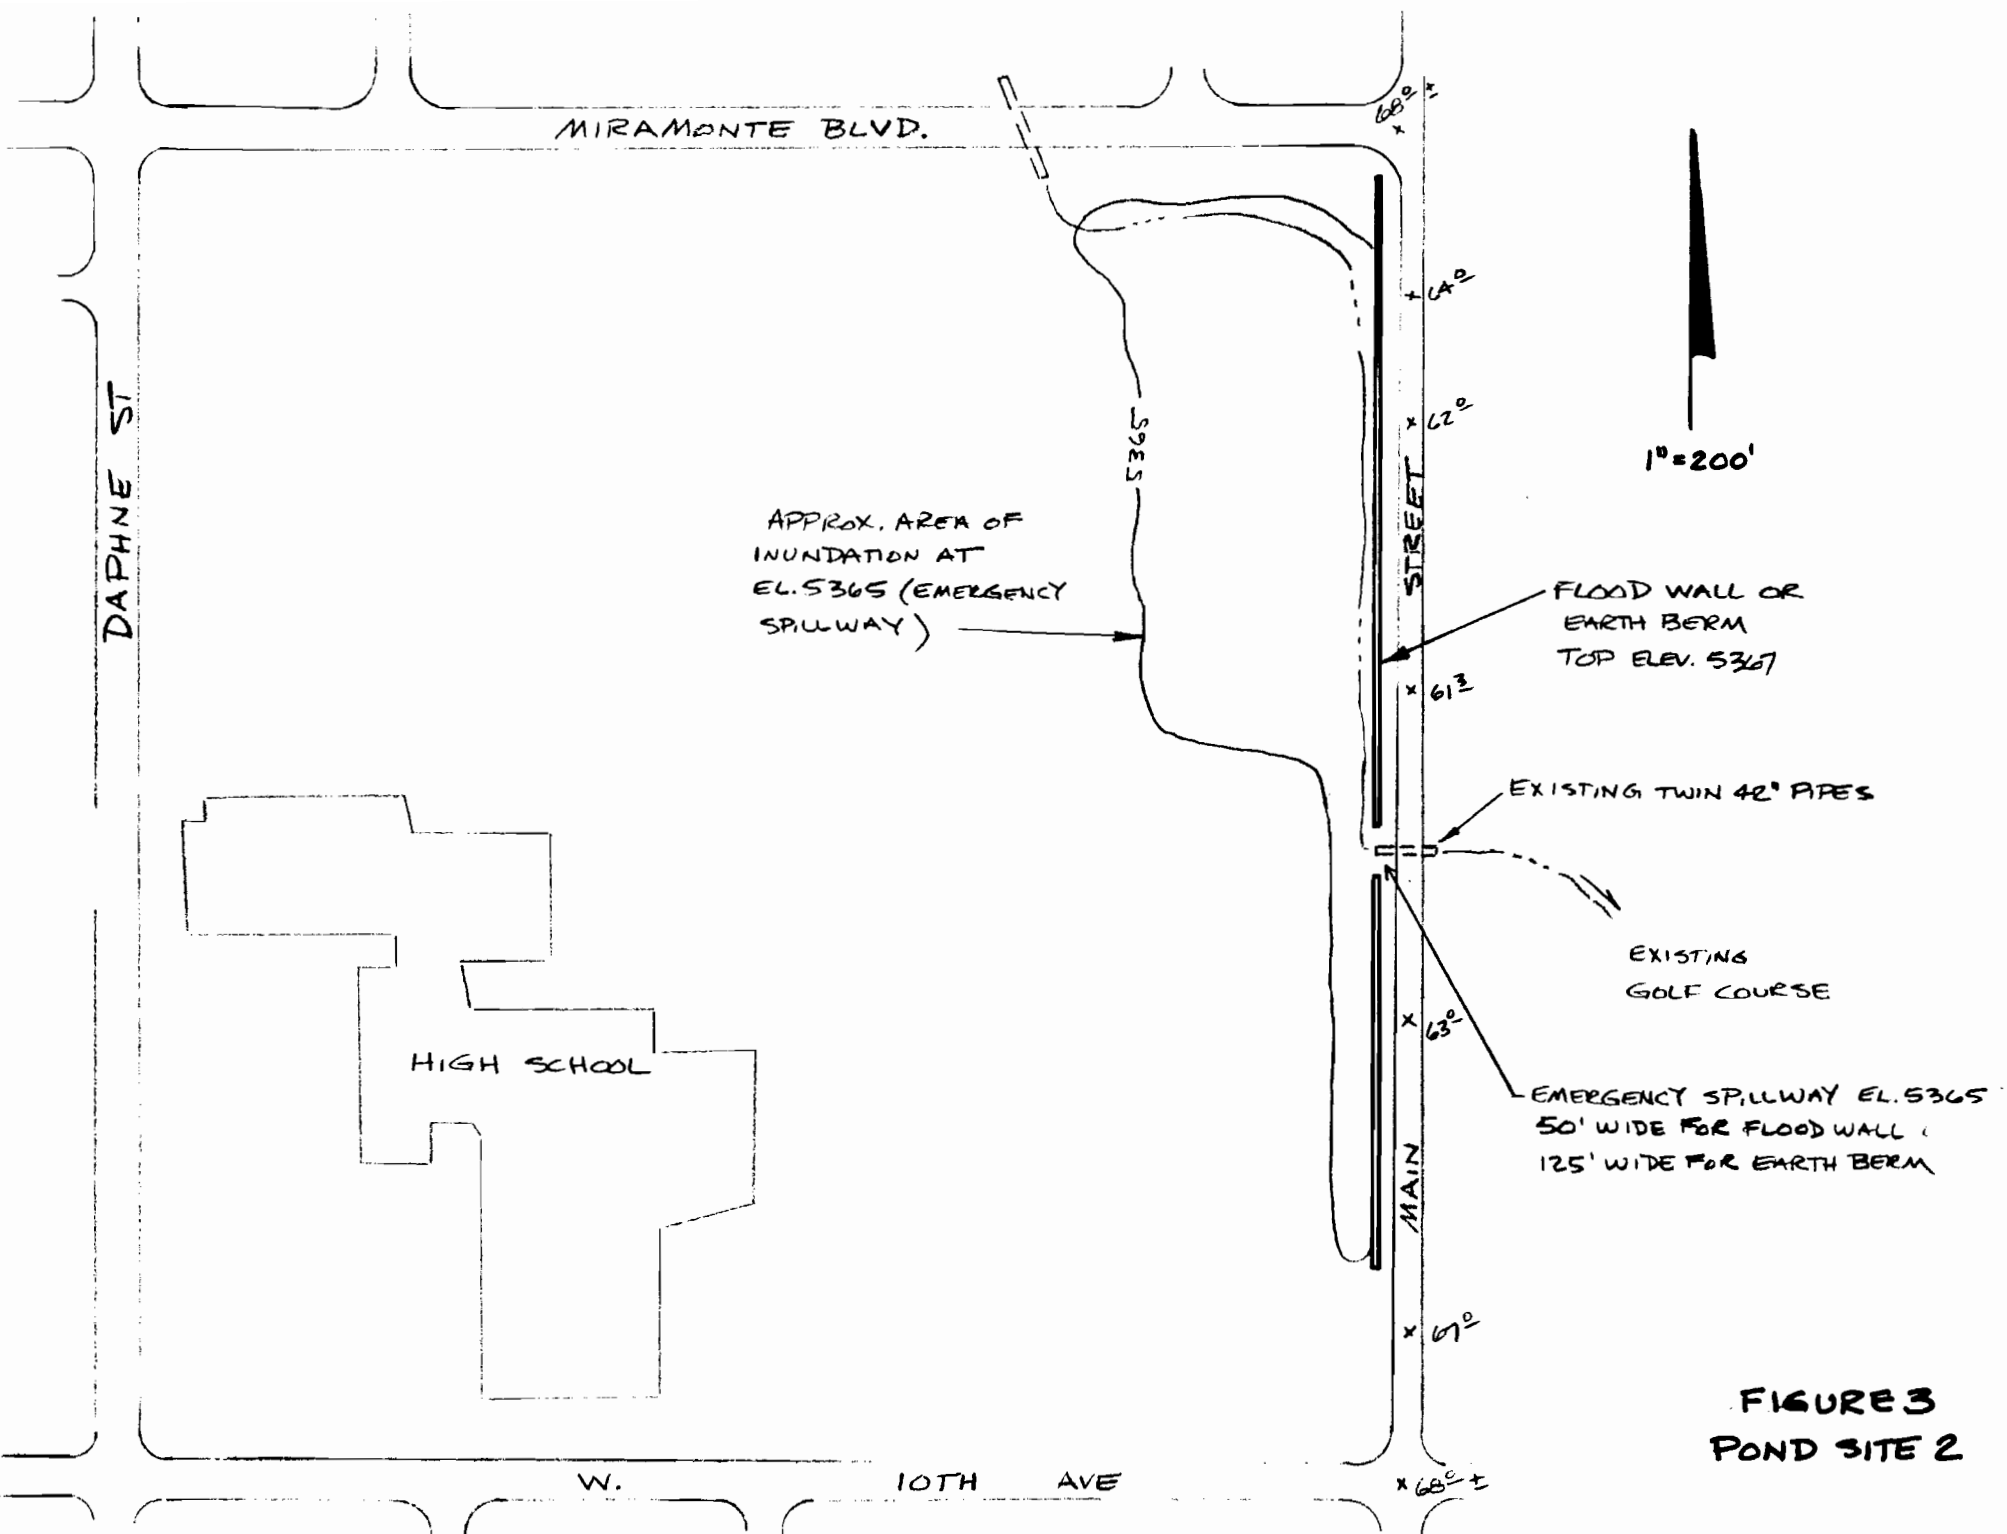 MIRAMONTE BLVD.
68° ±
64°
62°
1"=200'
DAPHNE ST
5365
STREET
APPROX. AREA OF
INUNDATION AT
EL. 5365 (EMERGENCY
SPILLWAY)
FLOOD WALL OR
EARTH BERM
TOP ELEV. 5367
61³
EXISTING TWIN 42" PIPES
EXISTING
GOLF COURSE
63°
HIGH SCHOOL
EMERGENCY SPILLWAY EL. 5365
50' WIDE FOR FLOOD WALL
125' WIDE FOR EARTH BERM
MAIN
67°
FIGURE 3
POND SITE 2
W. 10TH AVE
68° ±